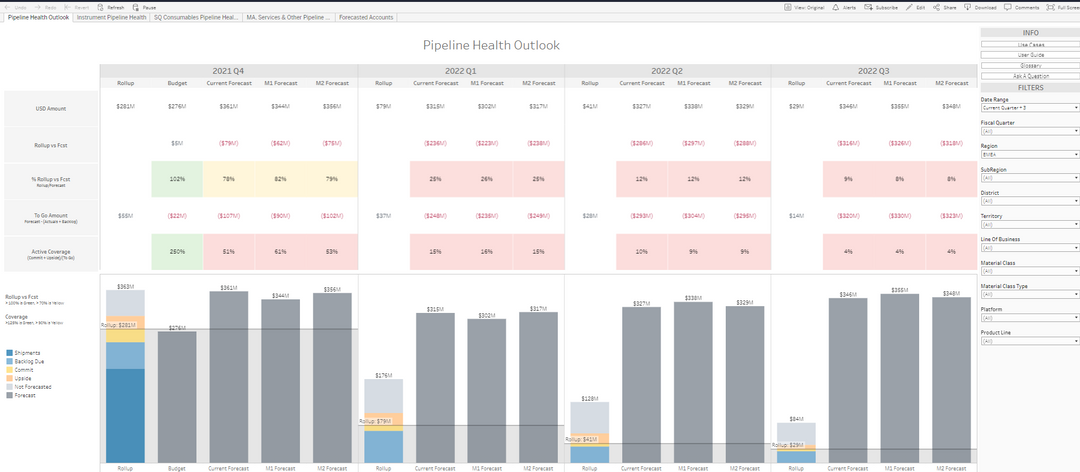 Undo Redo Revert Refresh Pause View: Original Alerts Subscribe Edit Share Download Comments Full Screen
Pipeline Health Outlook Instrument Pipeline Health SQ Consumables Pipeline Heal... MA, Services & Other Pipeline ... Forecasted Accounts
Pipeline Health Outlook
2021 Q4 2022 Q1 2022 Q2 2022 Q3
Rollup Budget Current Forecast M1 Forecast M2 Forecast Rollup Current Forecast M1 Forecast M2 Forecast Rollup Current Forecast M1 Forecast M2 Forecast Rollup Current Forecast M1 Forecast M2 Forecast
USD Amount $281M $276M $361M $344M $356M $79M $315M $302M $317M $41M $327M $338M $329M $29M $346M $355M $348M
Rollup vs Fcst $5M ($79M) ($62M) ($75M) ($236M) ($223M) ($238M) ($286M) ($297M) ($288M) ($316M) ($326M) ($318M)
% Rollup vs Fcst 102% 78% 82% 79% 25% 26% 25% 12% 12% 12% 9% 8% 8%
Rollup/Forecast
To Go Amount $55M ($22M) ($107M) ($90M) ($102M) $37M ($248M) ($235M) ($249M) $28M ($293M) ($304M) ($295M) $14M ($320M) ($330M) ($323M)
Forecast - (Actuals + Backlog)
Active Coverage 250% 51% 61% 53% 15% 16% 15% 10% 9% 9% 4% 4% 4%
(Commit + Upside)/(To Go)
Rollup vs Fcst
Coverage
Shipments
Backlog Due
Commit
Upside
Not Forecasted
Forecast
$363M
Rollup: $281M
$276M
$361M
$344M
$356M
$176M
Rollup: $79M
$315M
$302M
$317M
$128M
Rollup: $41M
$327M
$338M
$329M
$84M
Rollup: $29M
$346M
$355M
$348M
Rollup Budget Current Forecast M1 Forecast M2 Forecast Rollup Current Forecast M1 Forecast M2 Forecast Rollup Current Forecast M1 Forecast M2 Forecast Rollup Current Forecast M1 Forecast M2 Forecast
INFO
Use Cases
User Guide
Glossary
Ask A Question
FILTERS
Date Range
Current Quarter + 3
Fiscal Quarter
(All)
Region
EMEA
SubRegion
(All)
District
(All)
Territory
(All)
Line Of Business
(All)
Material Class
(All)
Material Class Type
(All)
Platform
(All)
Product Line
(All)